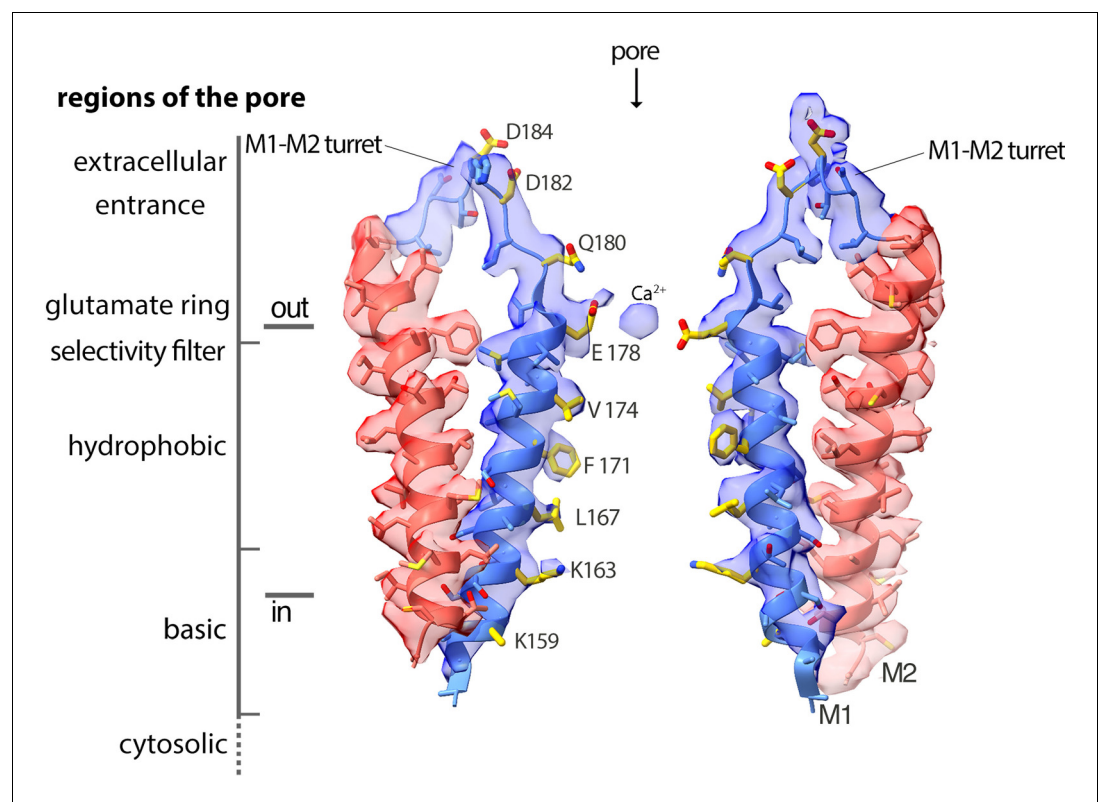 pore
regions of the pore
M1-M2 turret
D184
M1-M2 turret
extracellular
entrance
D182
Q180
glutamate ring
out
Ca2+
selectivity filter
E 178
V 174
hydrophobic
F 171
L167
K163
in
basic
K159
M2
M1
cytosolic